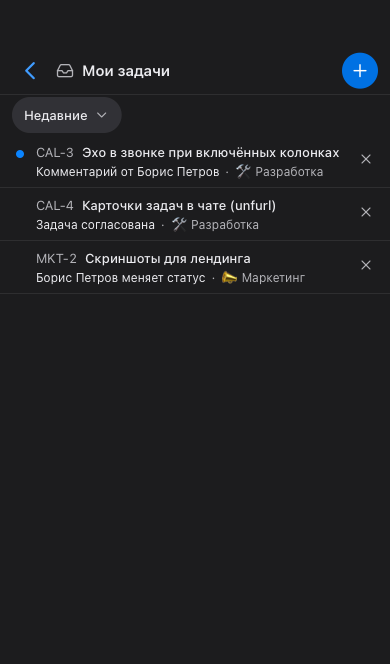 Мои задачи
Недавние
CAL-3 Эхо в звонке при включённых колонках
Комментарий от Борис Петров · Разработка
CAL-4 Карточки задач в чате (unfurl)
Задача согласована · Разработка
МКТ-2 Скриншоты для лендинга
Борис Петров меняет статус · Маркетинг